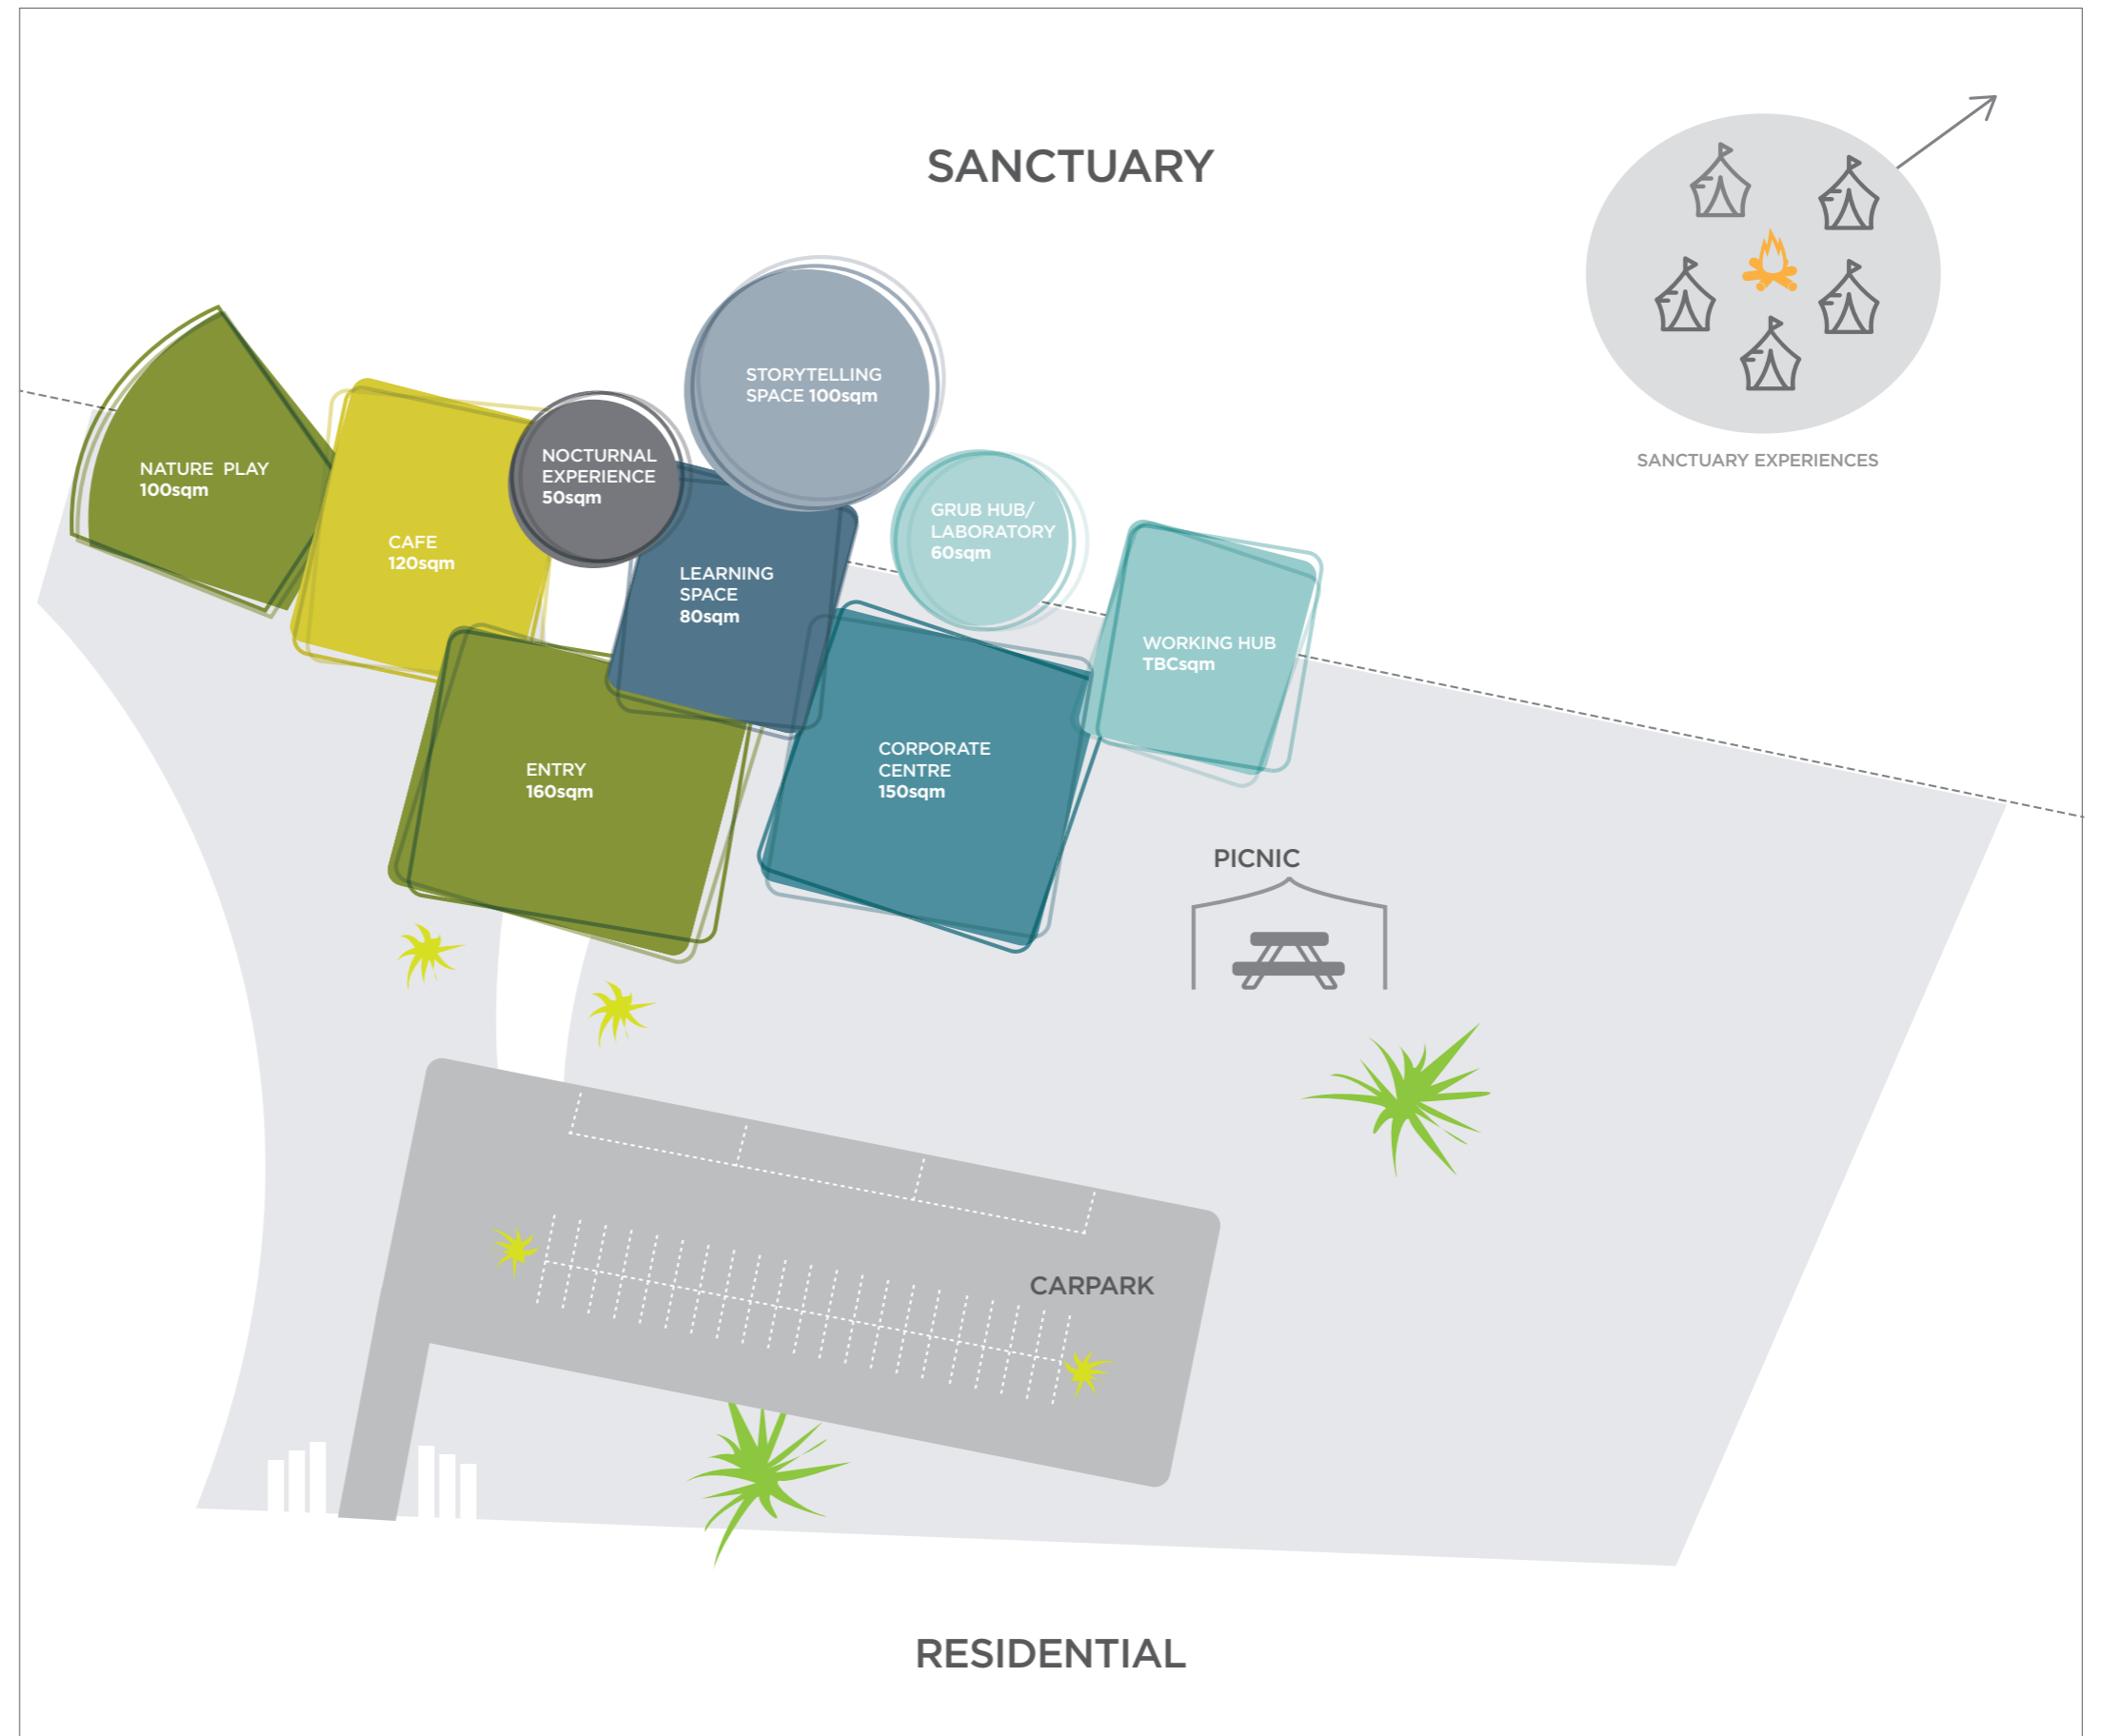 SANCTUARY
SANCTUARY EXPERIENCES
STORYTELLING
SPACE 100sqm
NATURE PLAY
100sqm
NOCTURNAL
EXPERIENCE
50sqm
CAFE
120sqm
GRUB HUB/
LABORATORY
60sqm
LEARNING
SPACE
80sqm
WORKING HUB
TBCsqm
ENTRY
160sqm
CORPORATE
CENTRE
150sqm
PICNIC
CARPARK
RESIDENTIAL